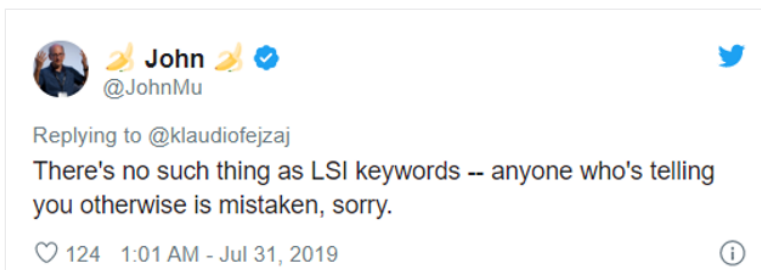 🍌 John 🍌
@JohnMu
Replying to @klaudiofejzaj
There's no such thing as LSI keywords -- anyone who's telling
you otherwise is mistaken, sorry.
124 1:01 AM - Jul 31, 2019